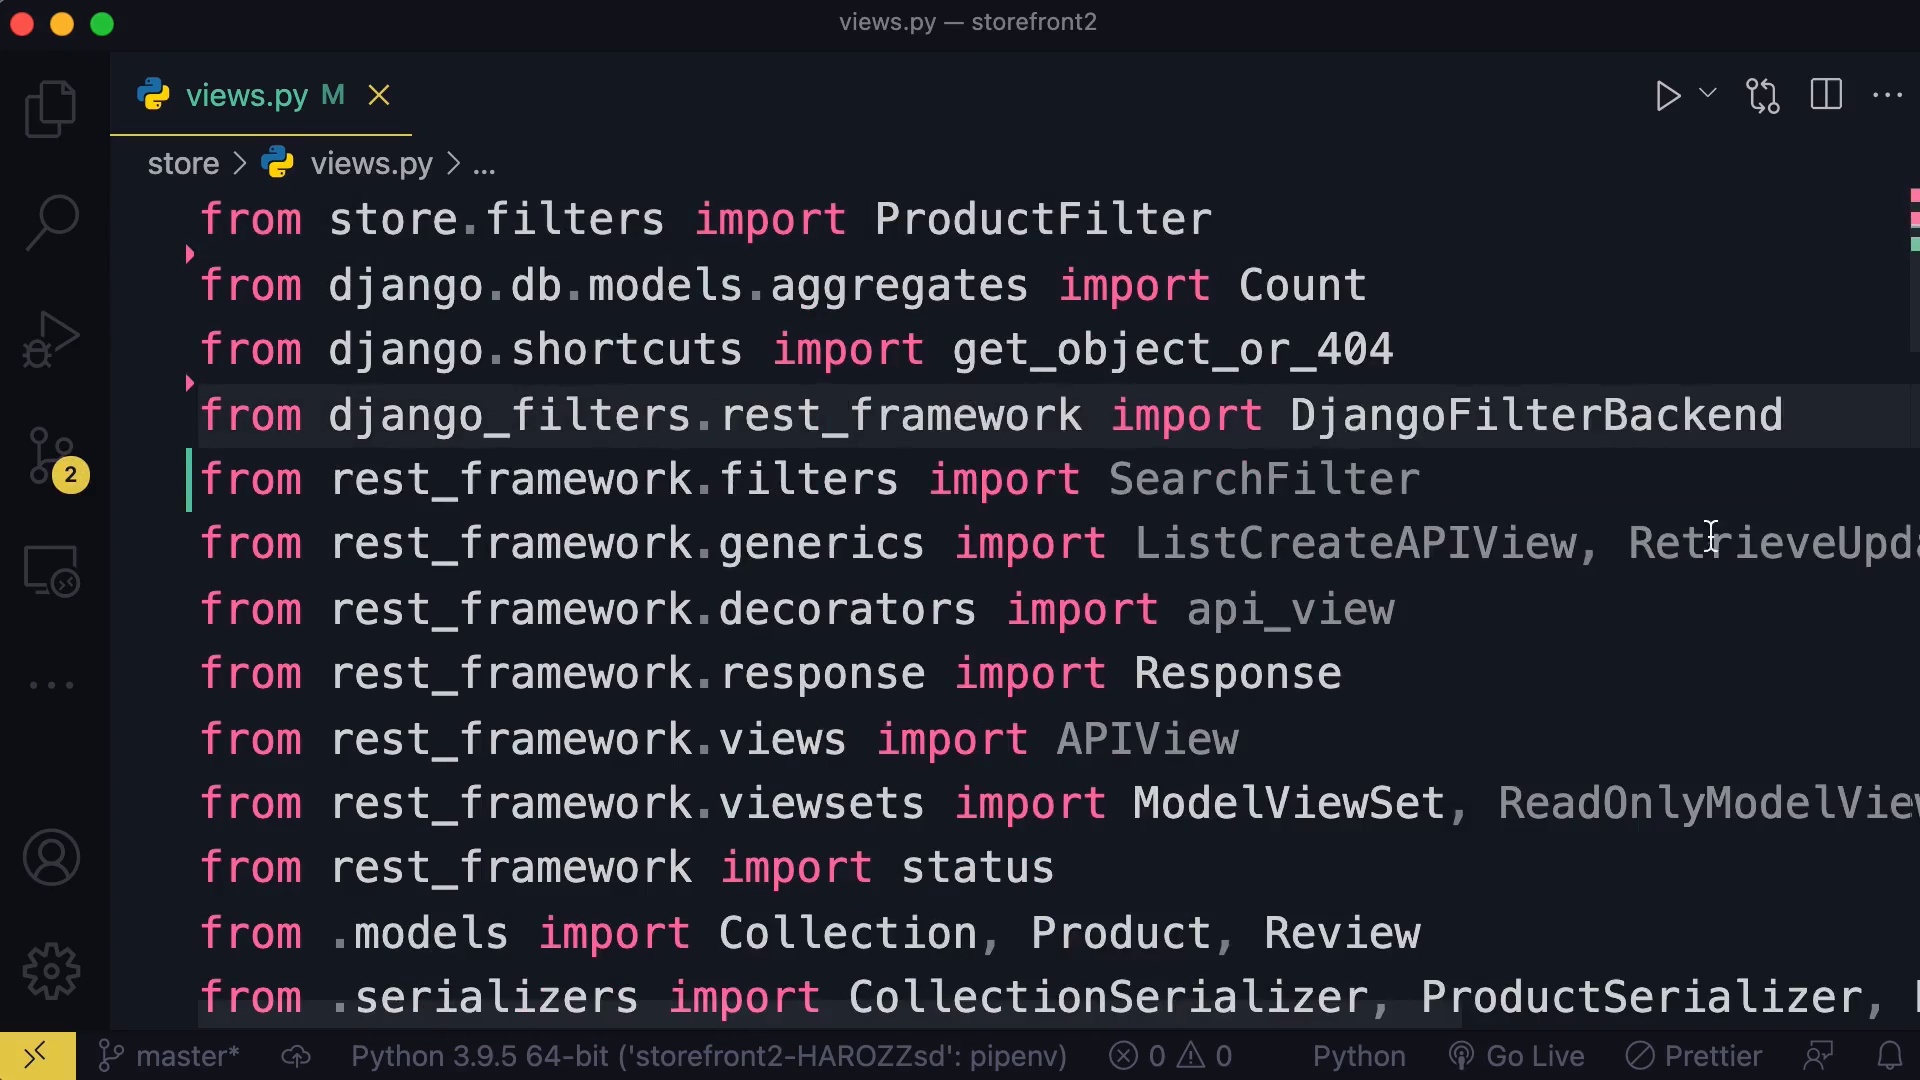 views.py — storefront2
views.py M
store > views.py > ...
from store.filters import ProductFilter
from django.db.models.aggregates import Count
from django.shortcuts import get_object_or_404
from django_filters.rest_framework import DjangoFilterBackend
from rest_framework.filters import SearchFilter
from rest_framework.generics import ListCreateAPIView,
from rest_framework.decorators import api_view
from rest_framework.response import Response
from rest_framework.views import APIView
from rest_framework.viewsets import ModelViewSet,
from rest_framework import status
from .models import Collection, Product, Review
from .serializers import CollectionSerializer, ProductSerializer,
2
master* Python 3.9.5 64-bit ('storefront2-HAROZZsd': pipenv) 0 0 Python Go Live Prettier